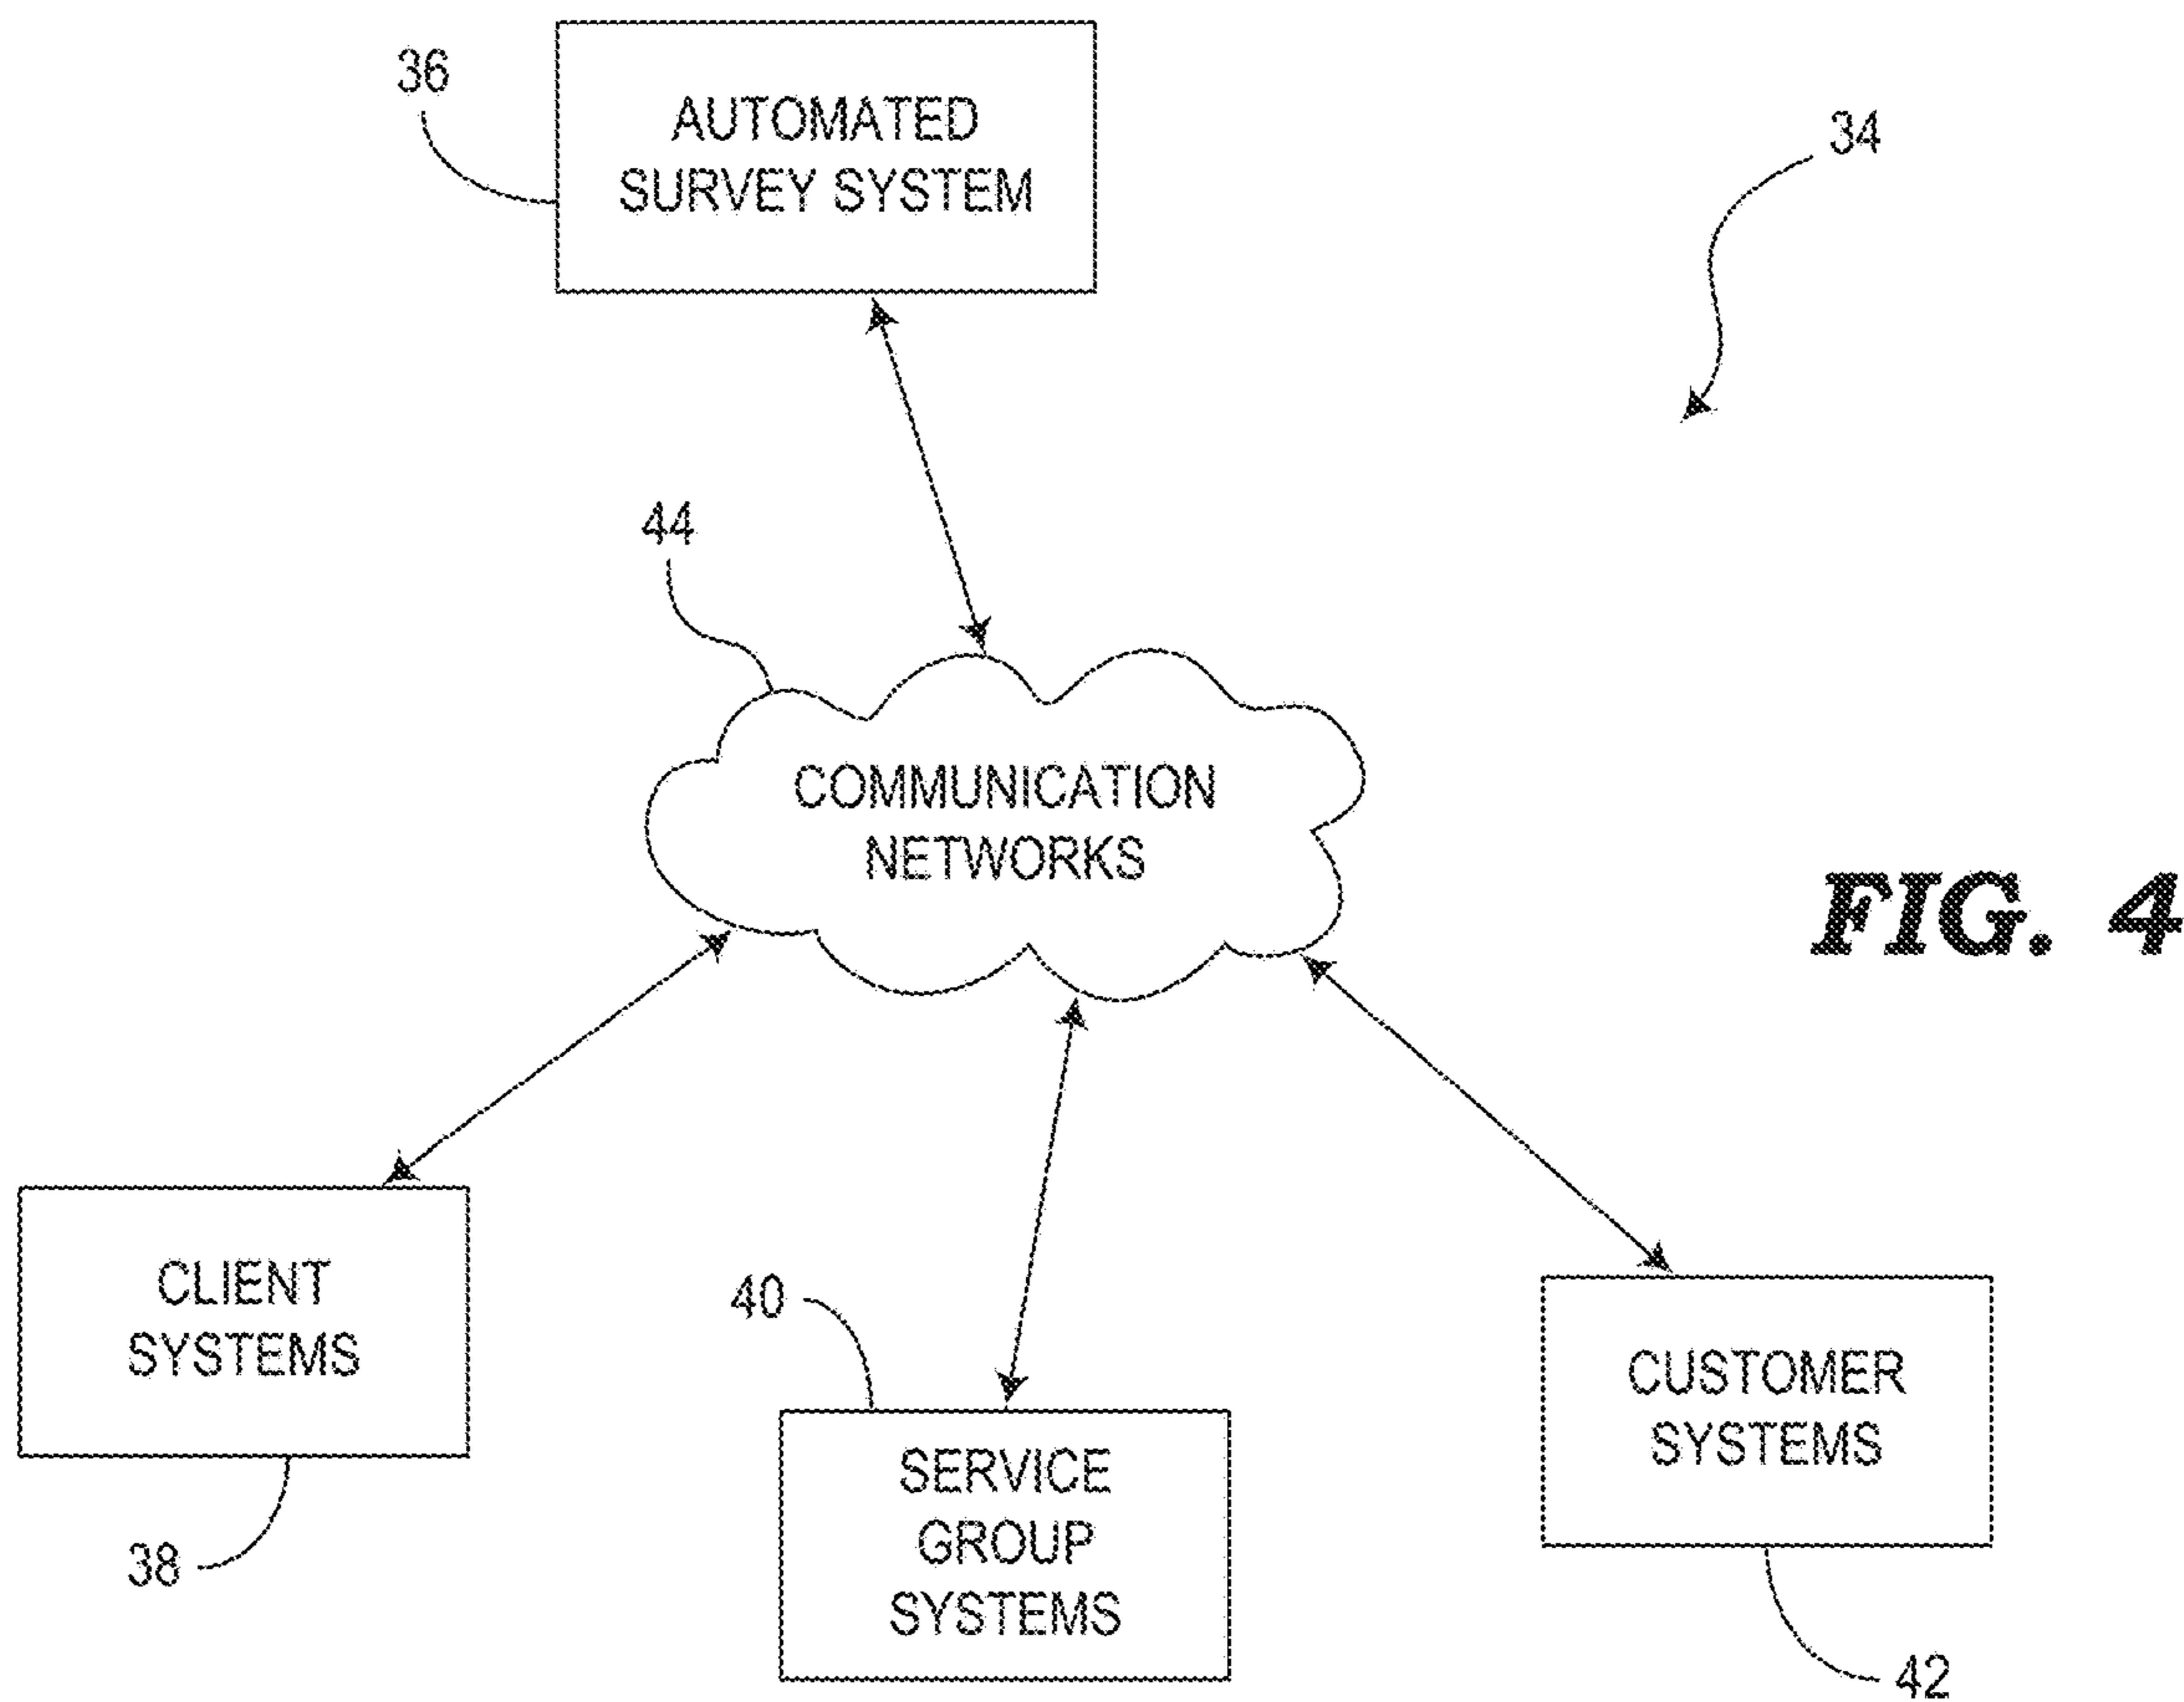 36
AUTOMATED
SURVEY SYSTEM
34
44
COMMUNICATION
NETWORKS
FIG. 4
CLIENT
SYSTEMS
38
40
SERVICE
GROUP
SYSTEMS
CUSTOMER
SYSTEMS
42